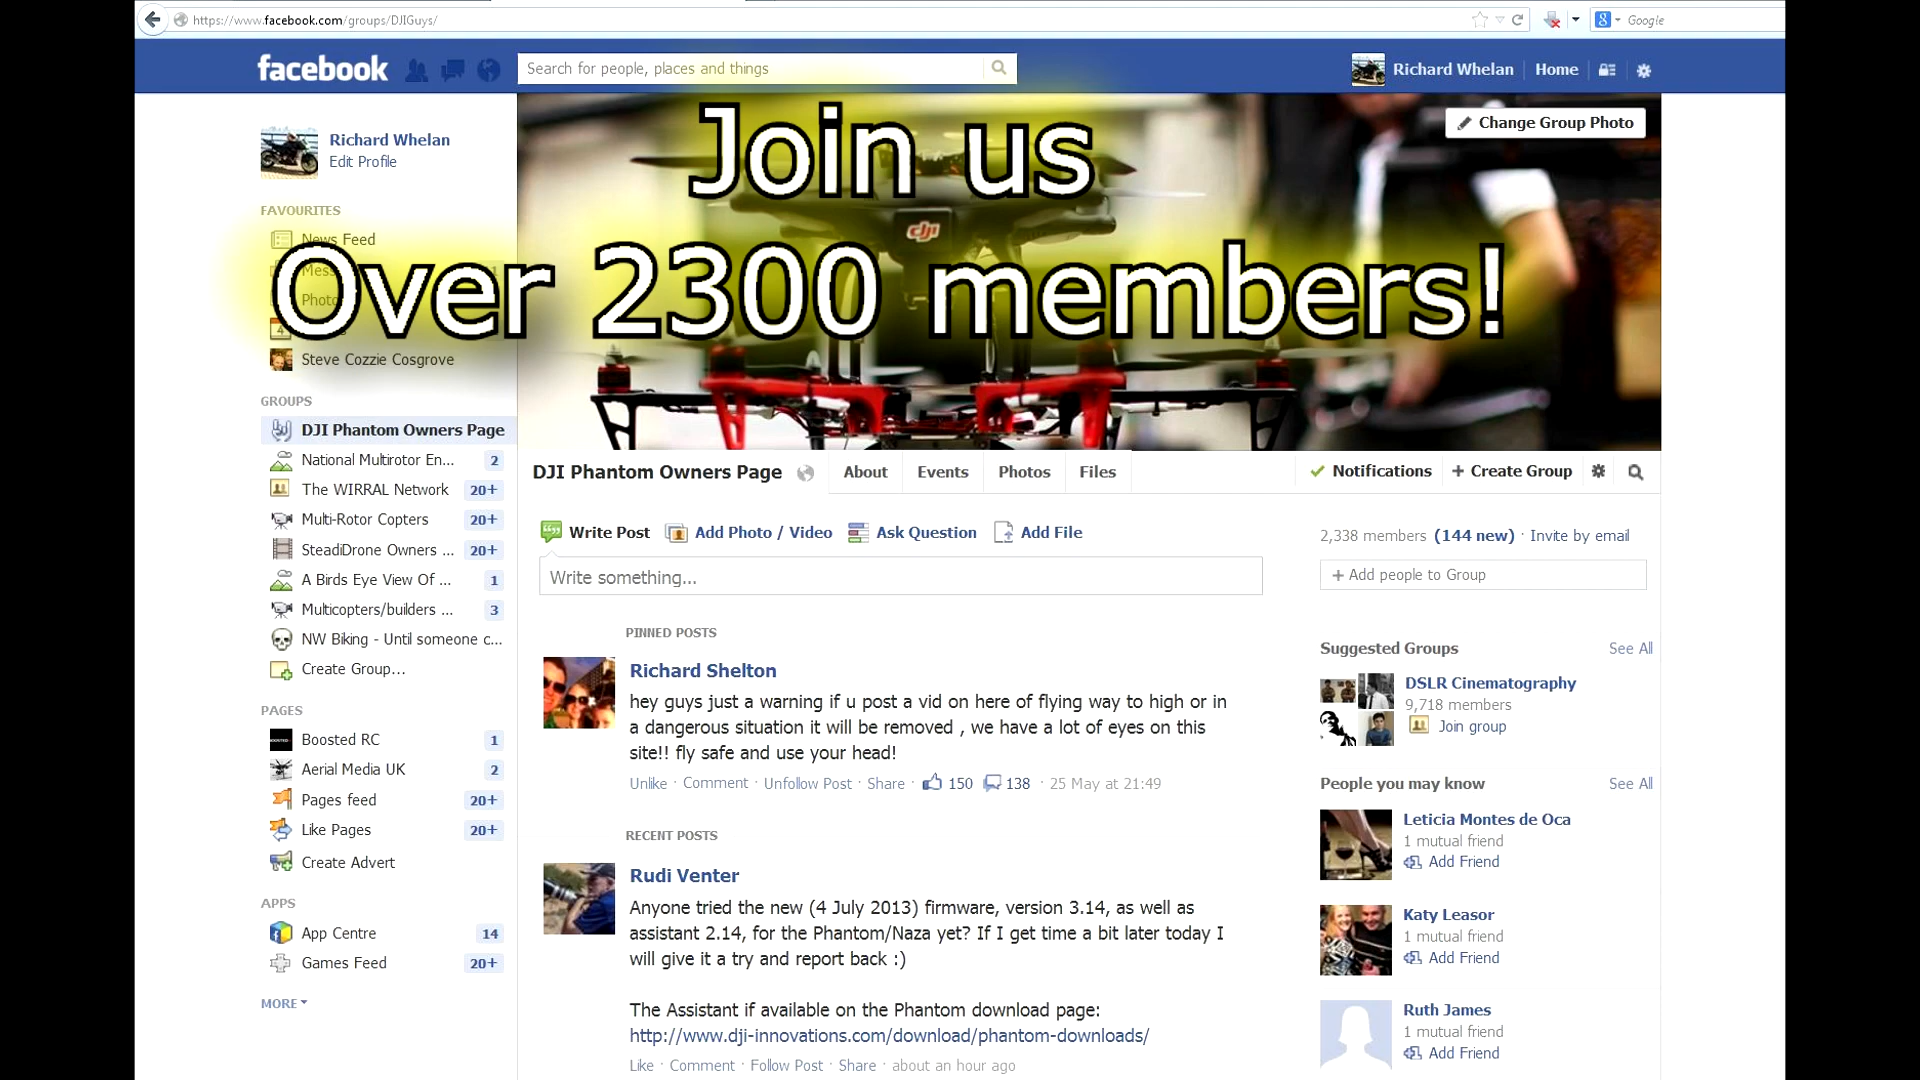 https://www.facebook.com/groups/DJIGuys/
Google
facebook
Search for people, places and things
Richard Whelan
Home
Join us
Over 2300 members!
Change Group Photo
dji
Richard Whelan
Edit Profile
FAVOURITES
News Feed
Steve Cozzie Cosgrove
GROUPS
DJI Phantom Owners Page
National Multirotor En... 2
The WIRRAL Network 20+
Multi-Rotor Copters 20+
SteadiDrone Owners ... 20+
A Birds Eye View Of ... 1
Multicopters/builders ... 3
NW Biking - Until someone c...
Create Group...
PAGES
Boosted RC 1
Aerial Media UK 2
Pages feed 20+
Like Pages 20+
Create Advert
APPS
App Centre 14
Games Feed 20+
MORE
DJI Phantom Owners Page
About
Events
Photos
Files
Notifications
+ Create Group
Write Post
Add Photo / Video
Ask Question
Add File
Write something...
PINNED POSTS
Richard Shelton
hey guys just a warning if u post a vid on here of flying way to high or in
a dangerous situation it will be removed , we have a lot of eyes on this
site!! fly safe and use your head!
Unlike · Comment · Unfollow Post · Share · 150 138 · 25 May at 21:49
RECENT POSTS
Rudi Venter
Anyone tried the new (4 July 2013) firmware, version 3.14, as well as
assistant 2.14, for the Phantom/Naza yet? If I get time a bit later today I
will give it a try and report back :)
The Assistant if available on the Phantom download page:
http://www.dji-innovations.com/download/phantom-downloads/
Like · Comment · Follow Post · Share · about an hour ago
2,338 members (144 new) · Invite by email
+ Add people to Group
Suggested Groups
See All
DSLR Cinematography
9,718 members
Join group
People you may know
See All
Leticia Montes de Oca
1 mutual friend
Add Friend
Katy Leasor
1 mutual friend
Add Friend
Ruth James
1 mutual friend
Add Friend